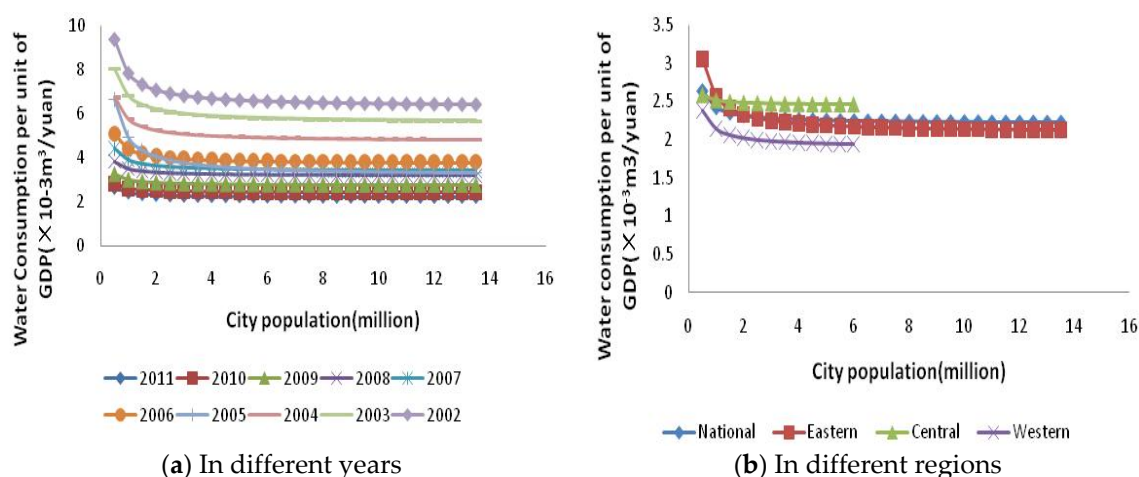 Water Consumption per unit of
GDP(×10-3m³/yuan)
10
8
6
4
2
0
0 2 4 6 8 10 12 14 16
City population(million)
2011 2010 2009 2008 2007
2006 2005 2004 2003 2002
(a) In different years
Water consumption per unit of
GDP(×10⁻³m3/yuan)
4
3.5
3
2.5
2
1.5
1
0.5
0
0 2 4 6 8 10 12 14 16
City population(million)
National Eastern Central Western
(b) In different regions